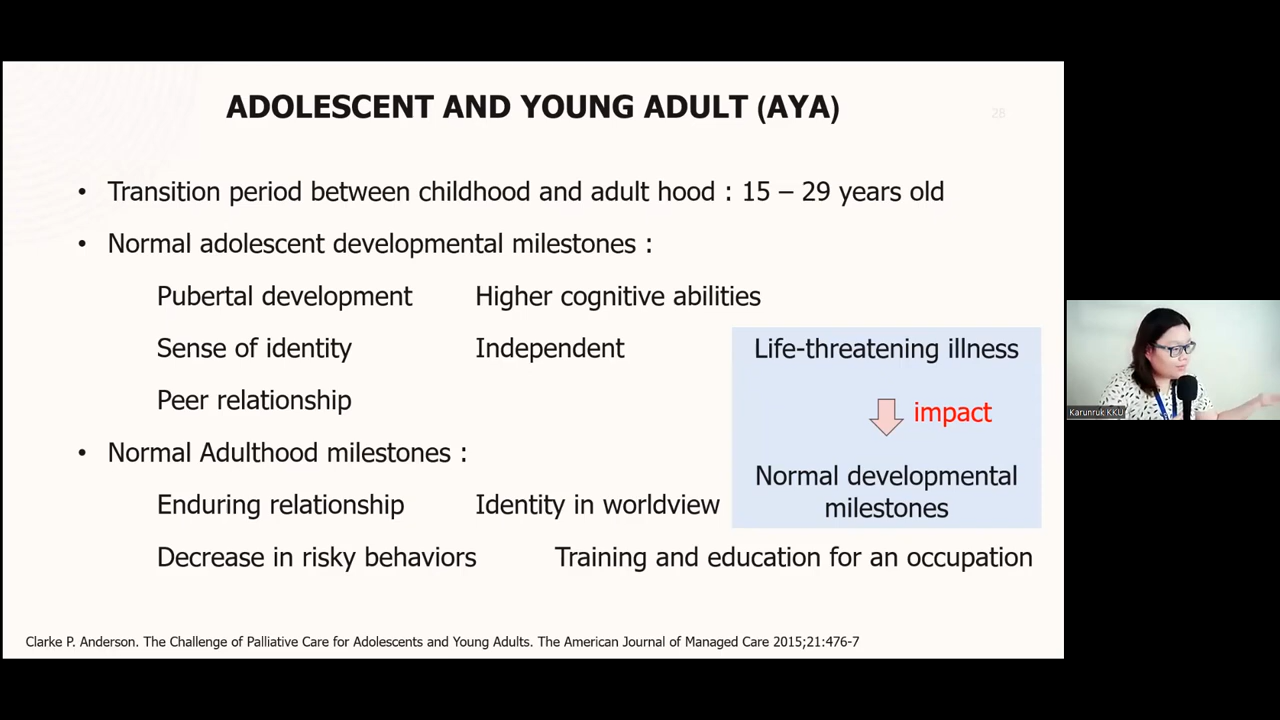 ADOLESCENT AND YOUNG ADULT (AYA)
28
• Transition period between childhood and adult hood : 15 – 29 years old
• Normal adolescent developmental milestones :
Pubertal development Higher cognitive abilities
Sense of identity Independent
Peer relationship
• Normal Adulthood milestones :
Enduring relationship Identity in worldview
Decrease in risky behaviors Training and education for an occupation
Life-threatening illness
impact
Normal developmental
milestones
Clarke P. Anderson. The Challenge of Palliative Care for Adolescents and Young Adults. The American Journal of Managed Care 2015;21:476-7
Karunruk KKU